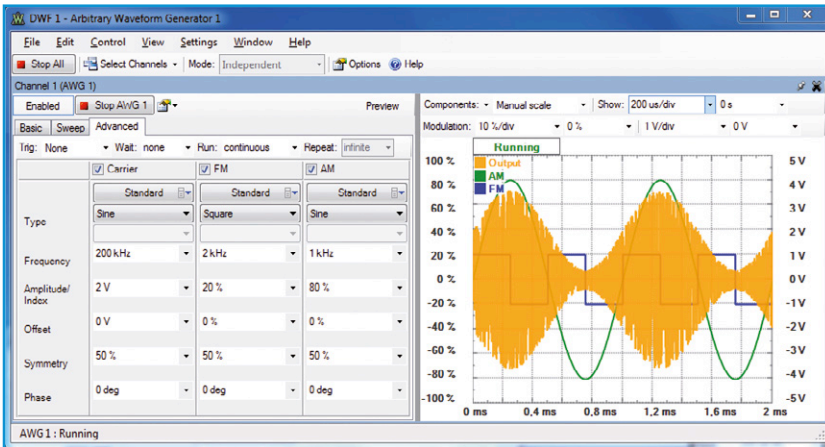 DWF 1 - Arbitrary Waveform Generator 1
File Edit Control View Settings Window Help
Stop All Select Channels Mode: Independent Options Help
Channel 1 (AWG 1)
Enabled Stop AWG 1 Preview
Basic Sweep Advanced
Trig: None Wait: none Run: continuous Repeat: infinite
Carrier FM AM
Standard Standard Standard
Type Sine Square Sine
Frequency 200 kHz 2 kHz 1 kHz
Amplitude/ Index 2 V 20 % 80 %
Offset 0 V 0 % 0 %
Symmetry 50 % 50 % 50 %
Phase 0 deg 0 deg 0 deg
Components: Manual scale Show: 200 us/div 0 s
Modulation: 10 %/div 0 % 1 V/div 0 V
Running
Output
AM
FM
100 % 5 V
80 % 4 V
60 % 3 V
40 % 2 V
20 % 1 V
0 % 0 V
-20 % -1 V
-40 % -2 V
-60 % -3 V
-80 % -4 V
-100 % -5 V
0 ms 0,4 ms 0,8 ms 1,2 ms 1,6 ms 2 ms
AWG 1 : Running